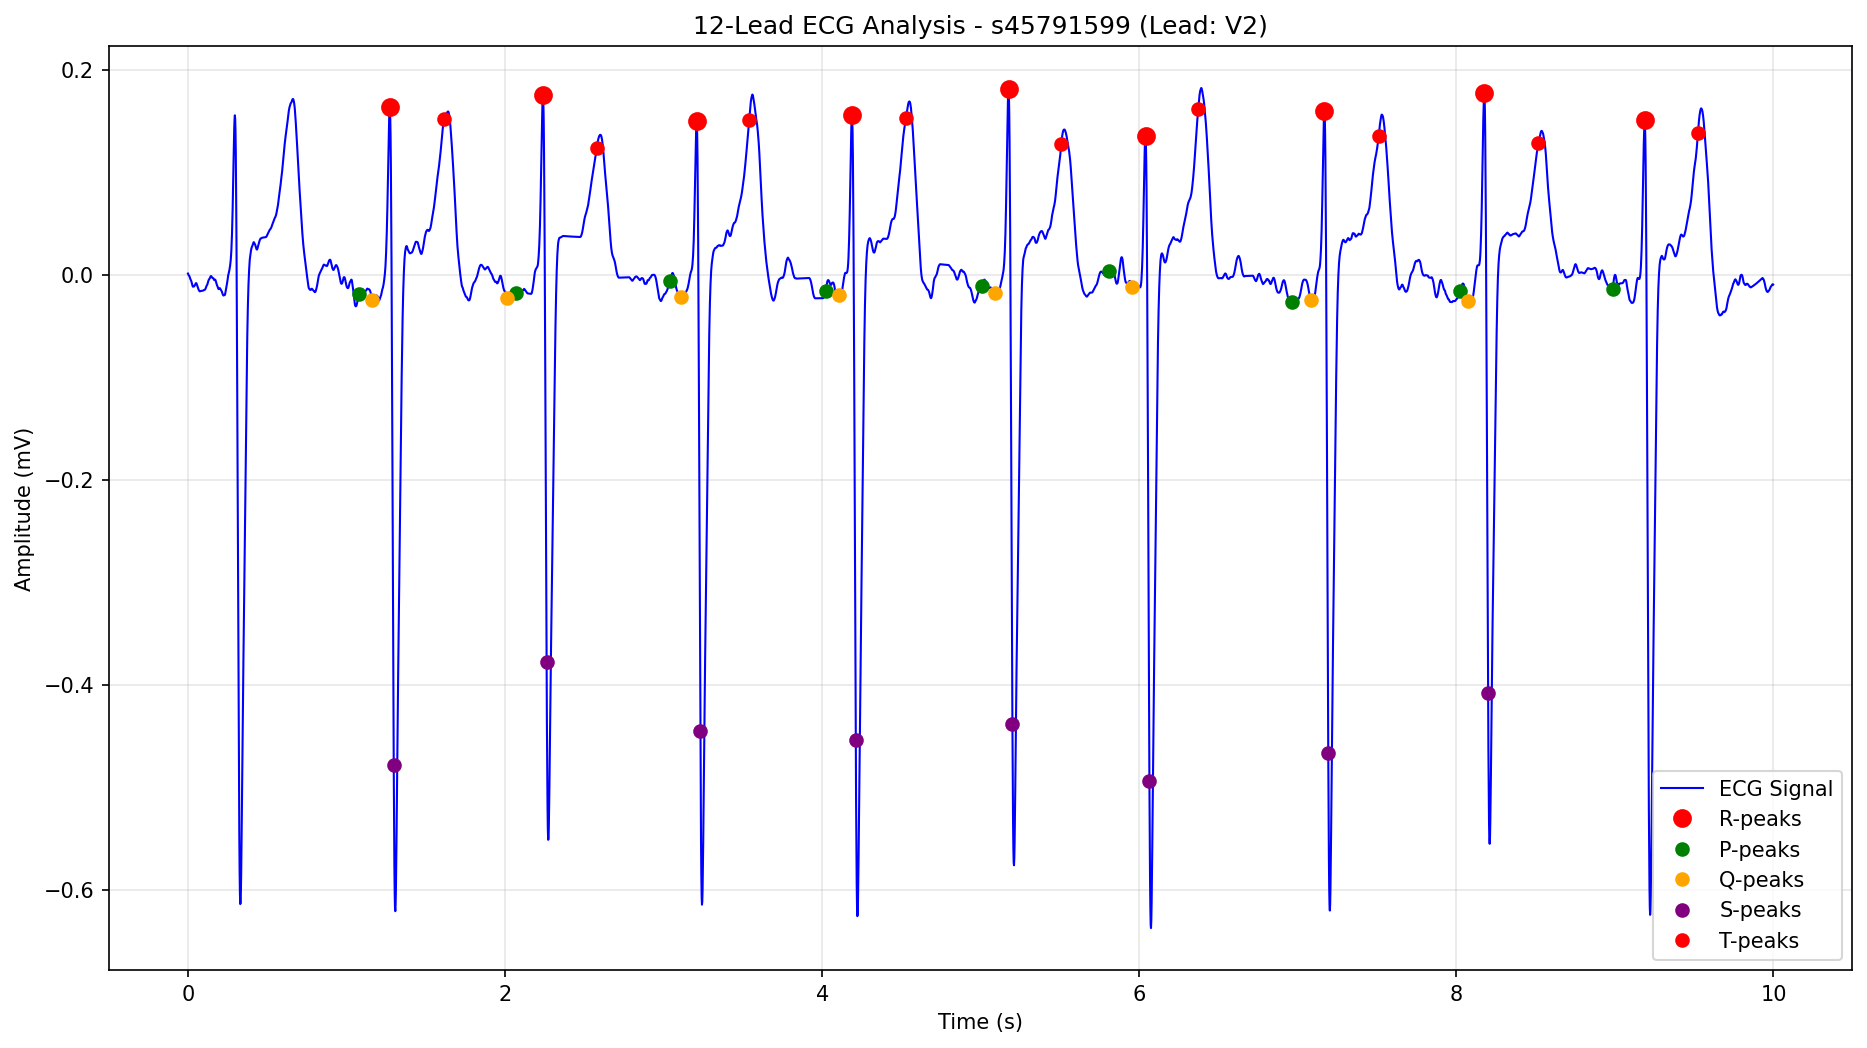 12-Lead ECG Analysis - s45791599 (Lead: V2)
Amplitude (mV)
0.2
0.0
−0.2
−0.4
−0.6
0
2
4
6
8
10
Time (s)
ECG Signal
R-peaks
P-peaks
Q-peaks
S-peaks
T-peaks